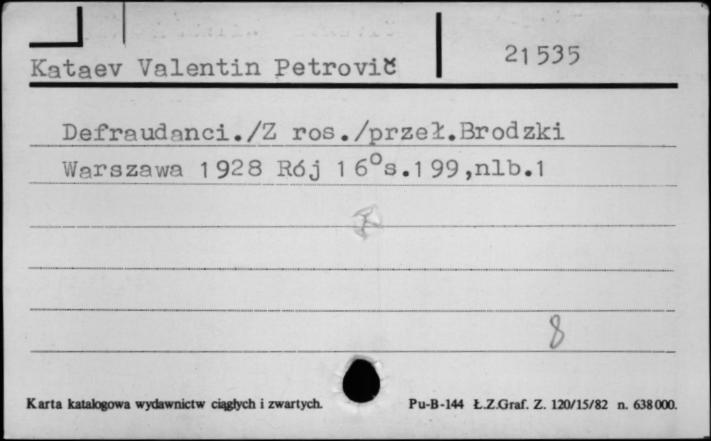 Kataev Valentin Petrovič
21535
Defraudanci./Z ros./przeł.Brodzki
Warszawa 1928 Rój 16°s.199,nlb.1
8
Karta katalogowa wydawnictw ciągłych i zwartych. Pu-B-144 Ł.Z.Graf. Z. 120/15/82 n. 638000.